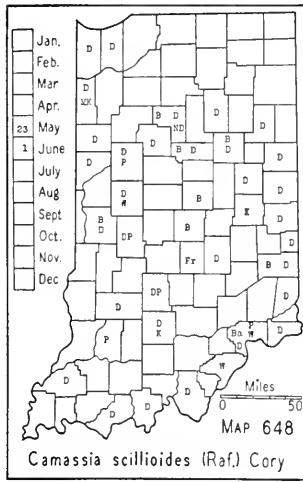 Jan.
D D
Feb.
Mar
D
MK
Apr.
B D D
ND
23 May
D D B D B
D
D
1 June
D D
P
D
July
D
W
Aug
B K
Sept
B
D
B D
Oct.
DP
Nov.
Fr D B D
Dec
DP D
D
D
K
P
W
Ba
D
D
P
W
Miles
D D
0 50
D D D
MAP 648
Camassia scillioides (Raf.) Cory